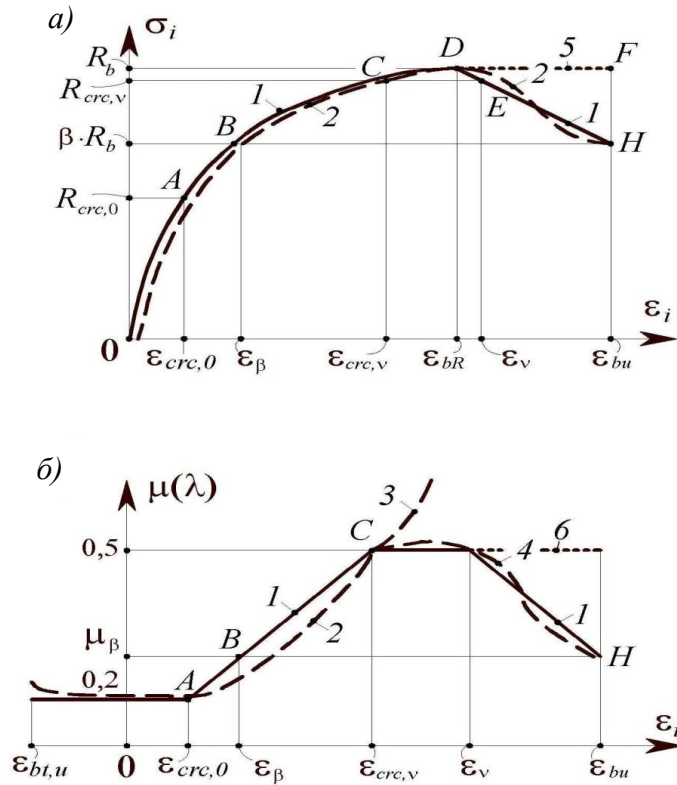 а)
σi
Rb
D
5
F
C
2
Rcrc,ν
1
2
E
1
β·Rb
B
H
A
Rcrc,0
0
εi
εcrc,0
εβ
εcrc,ν
εbR
εν
εbu
б)
μ(λ)
3
C
6
0,5
4
1
2
1
B
μβ
H
0,2
A
εi
εbt,u
0
εcrc,0
εβ
εcrc,ν
εν
εbu